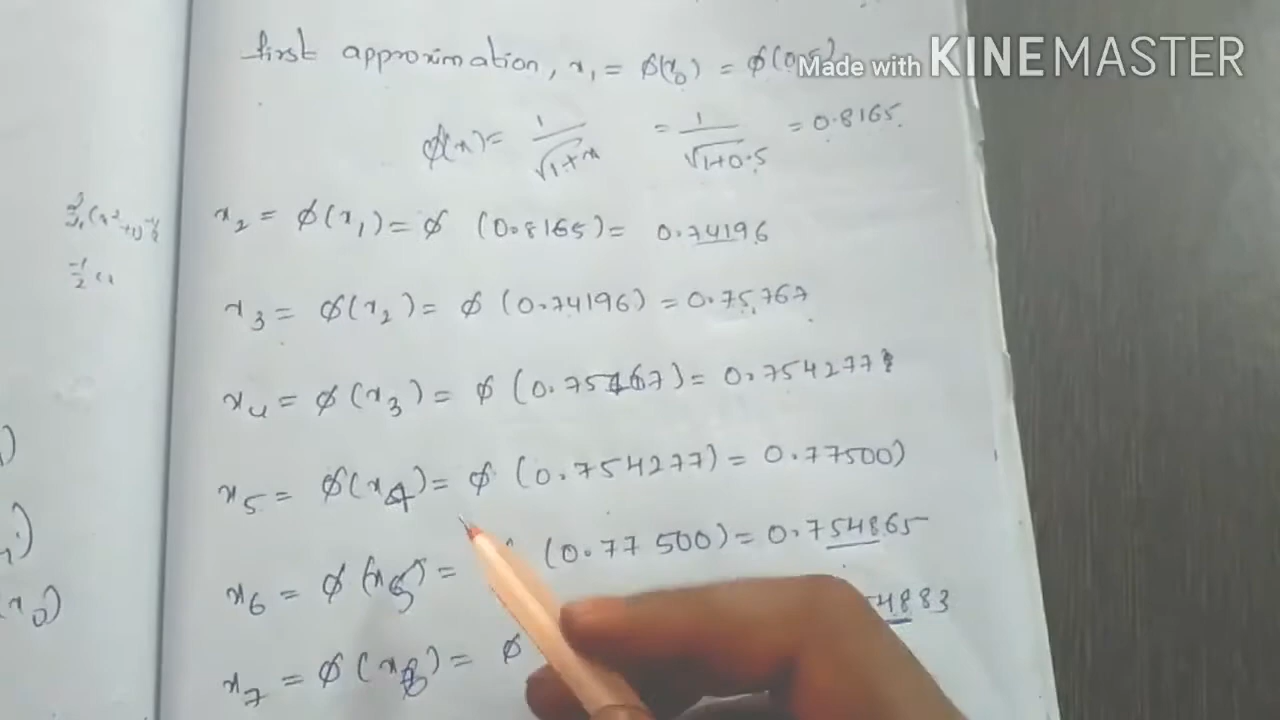 first approximation, x₁ = φ(x₀) = φ(0.5)
Made with KINEMASTER
φ(x) = 1/√1+x = 1/√1+0.5 = 0.8165
x₂ = φ(x₁) = φ (0.8165) = 0.74196
x₃ = φ(x₂) = φ (0.74196) = 0.75767
x₄ = φ(x₃) = φ (0.75767) = 0.754277
x₅ = φ(x₄) = φ (0.754277) = 0.77500)
x₆ = φ(x₅) = (0.77 500) = 0.754865
x₇ = φ(x₆) = φ 4883